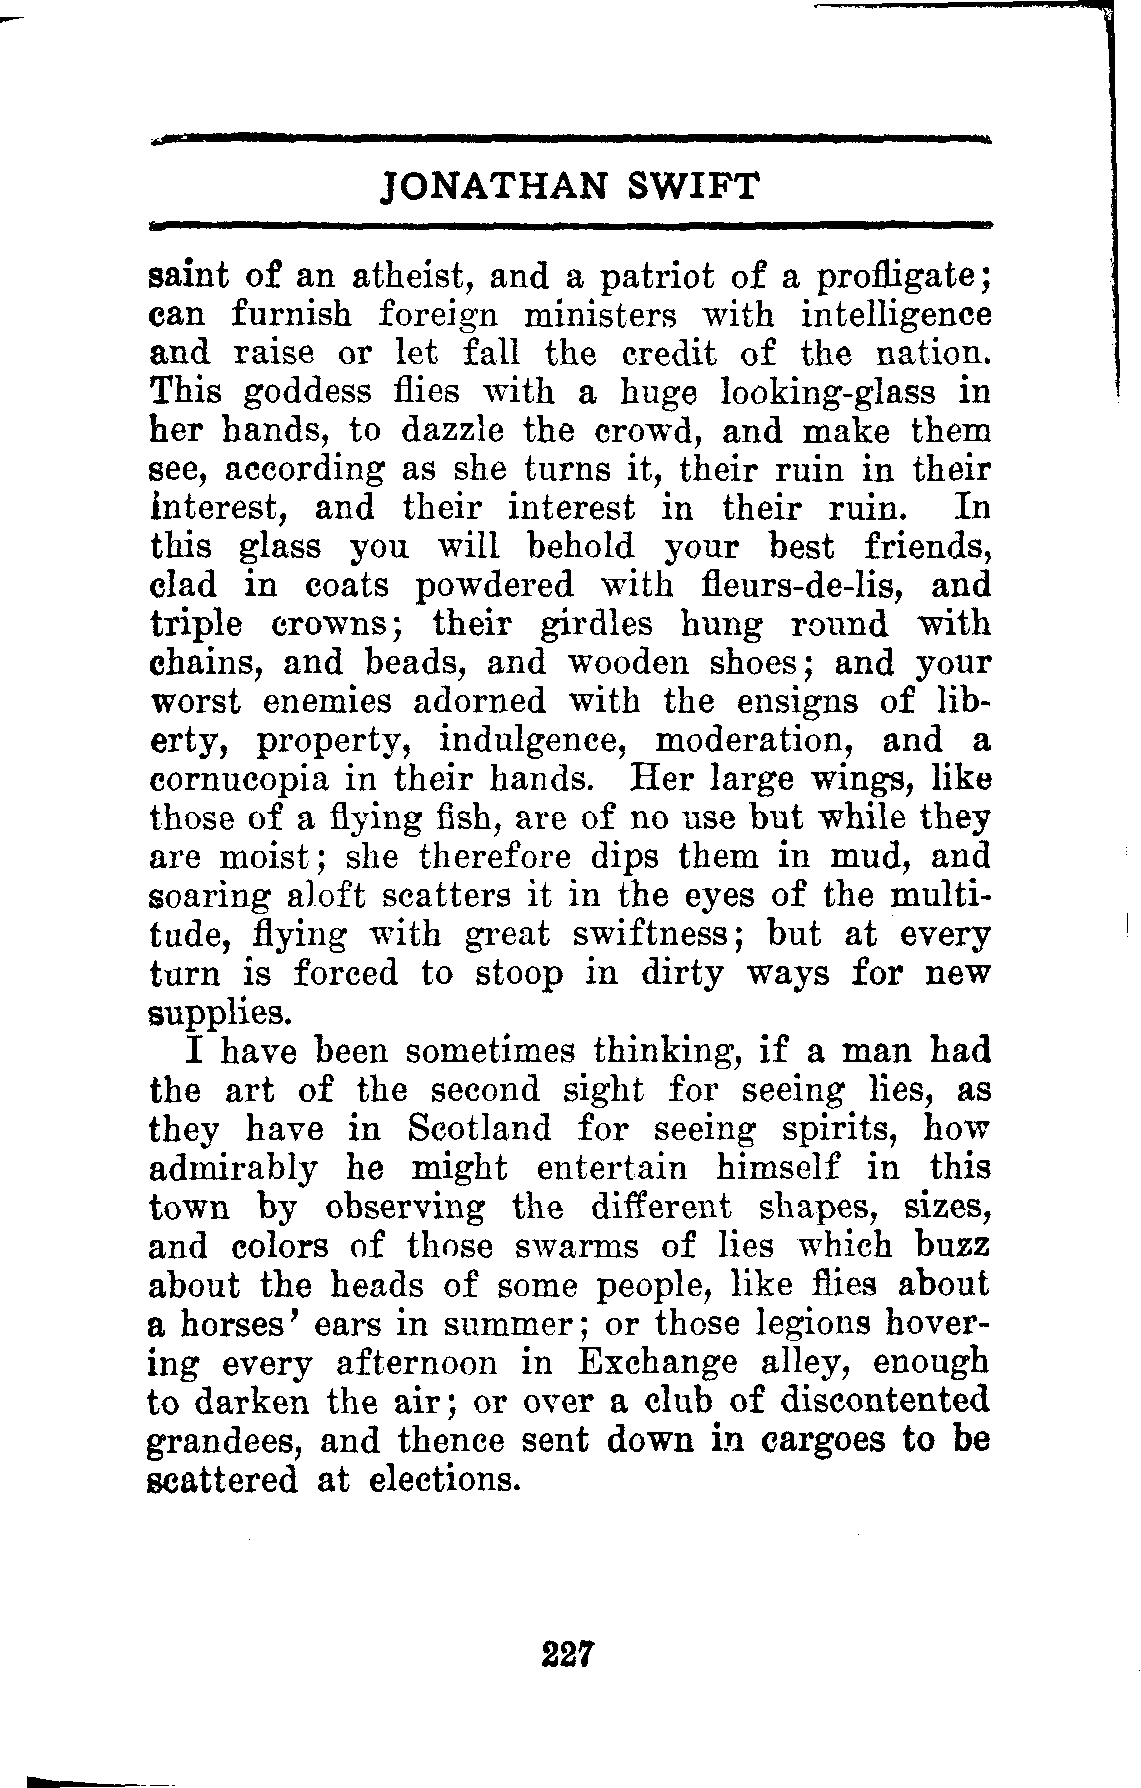 JONATHAN SWIFT
saint of an atheist, and a patriot of a profligate;
can furnish foreign ministers with intelligence
and raise or let fall the credit of the nation.
This goddess flies with a huge looking-glass in
her hands, to dazzle the crowd, and make them
see, according as she turns it, their ruin in their
interest, and their interest in their ruin. In
this glass you will behold your best friends,
clad in coats powdered with fleurs-de-lis, and
triple crowns; their girdles hung round with
chains, and beads, and wooden shoes; and your
worst enemies adorned with the ensigns of lib-
erty, property, indulgence, moderation, and a
cornucopia in their hands. Her large wings, like
those of a flying fish, are of no use but while they
are moist; she therefore dips them in mud, and
soaring aloft scatters it in the eyes of the multi-
tude, flying with great swiftness; but at every
turn is forced to stoop in dirty ways for new
supplies.
I have been sometimes thinking, if a man had
the art of the second sight for seeing lies, as
they have in Scotland for seeing spirits, how
admirably he might entertain himself in this
town by observing the different shapes, sizes,
and colors of those swarms of lies which buzz
about the heads of some people, like flies about
a horses' ears in summer; or those legions hover-
ing every afternoon in Exchange alley, enough
to darken the air; or over a club of discontented
grandees, and thence sent down in cargoes to be
scattered at elections.
227